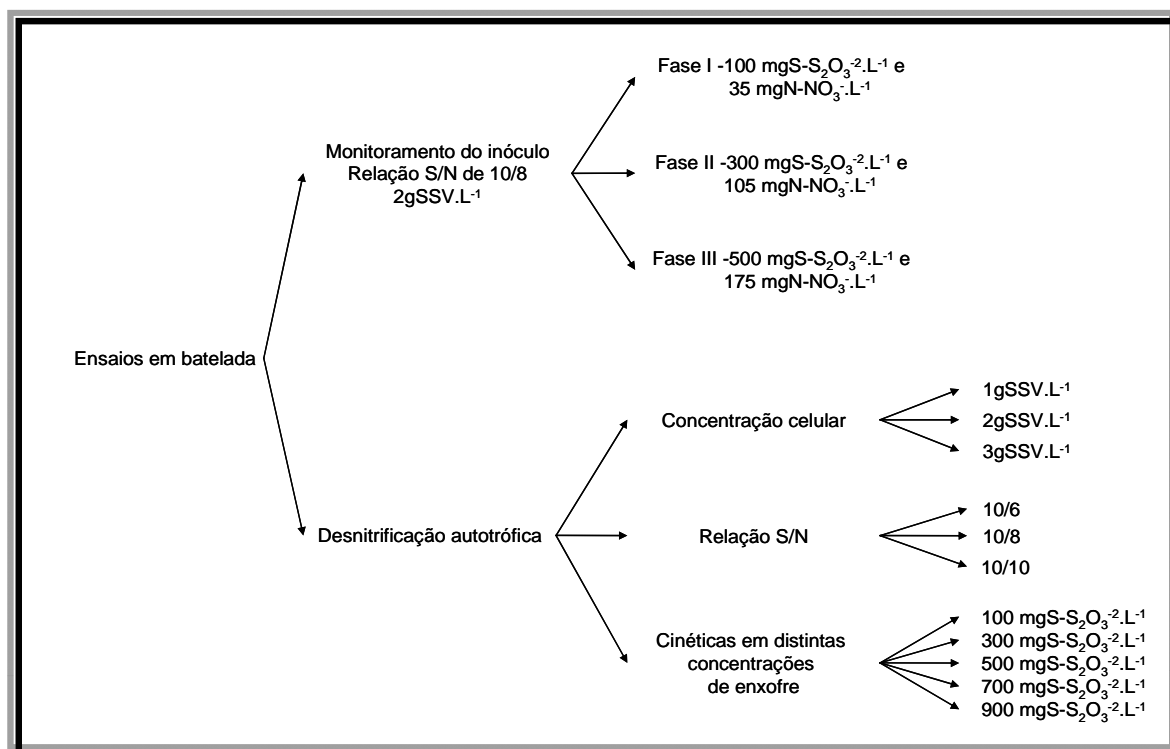 Fase I -100 mgS-S₂O₃⁻².L⁻¹ e
35 mgN-NO₃⁻.L⁻¹
Monitoramento do inóculo
Relação S/N de 10/8
2gSSV.L⁻¹
Fase II -300 mgS-S₂O₃⁻².L⁻¹ e
105 mgN-NO₃⁻.L⁻¹
Fase III -500 mgS-S₂O₃⁻².L⁻¹ e
175 mgN-NO₃⁻.L⁻¹
Ensaios em batelada
Concentração celular
1gSSV.L⁻¹
2gSSV.L⁻¹
3gSSV.L⁻¹
Desnitrificação autotrófica
Relação S/N
10/6
10/8
10/10
Cinéticas em distintas
concentrações
de enxofre
100 mgS-S₂O₃⁻².L⁻¹
300 mgS-S₂O₃⁻².L⁻¹
500 mgS-S₂O₃⁻².L⁻¹
700 mgS-S₂O₃⁻².L⁻¹
900 mgS-S₂O₃⁻².L⁻¹